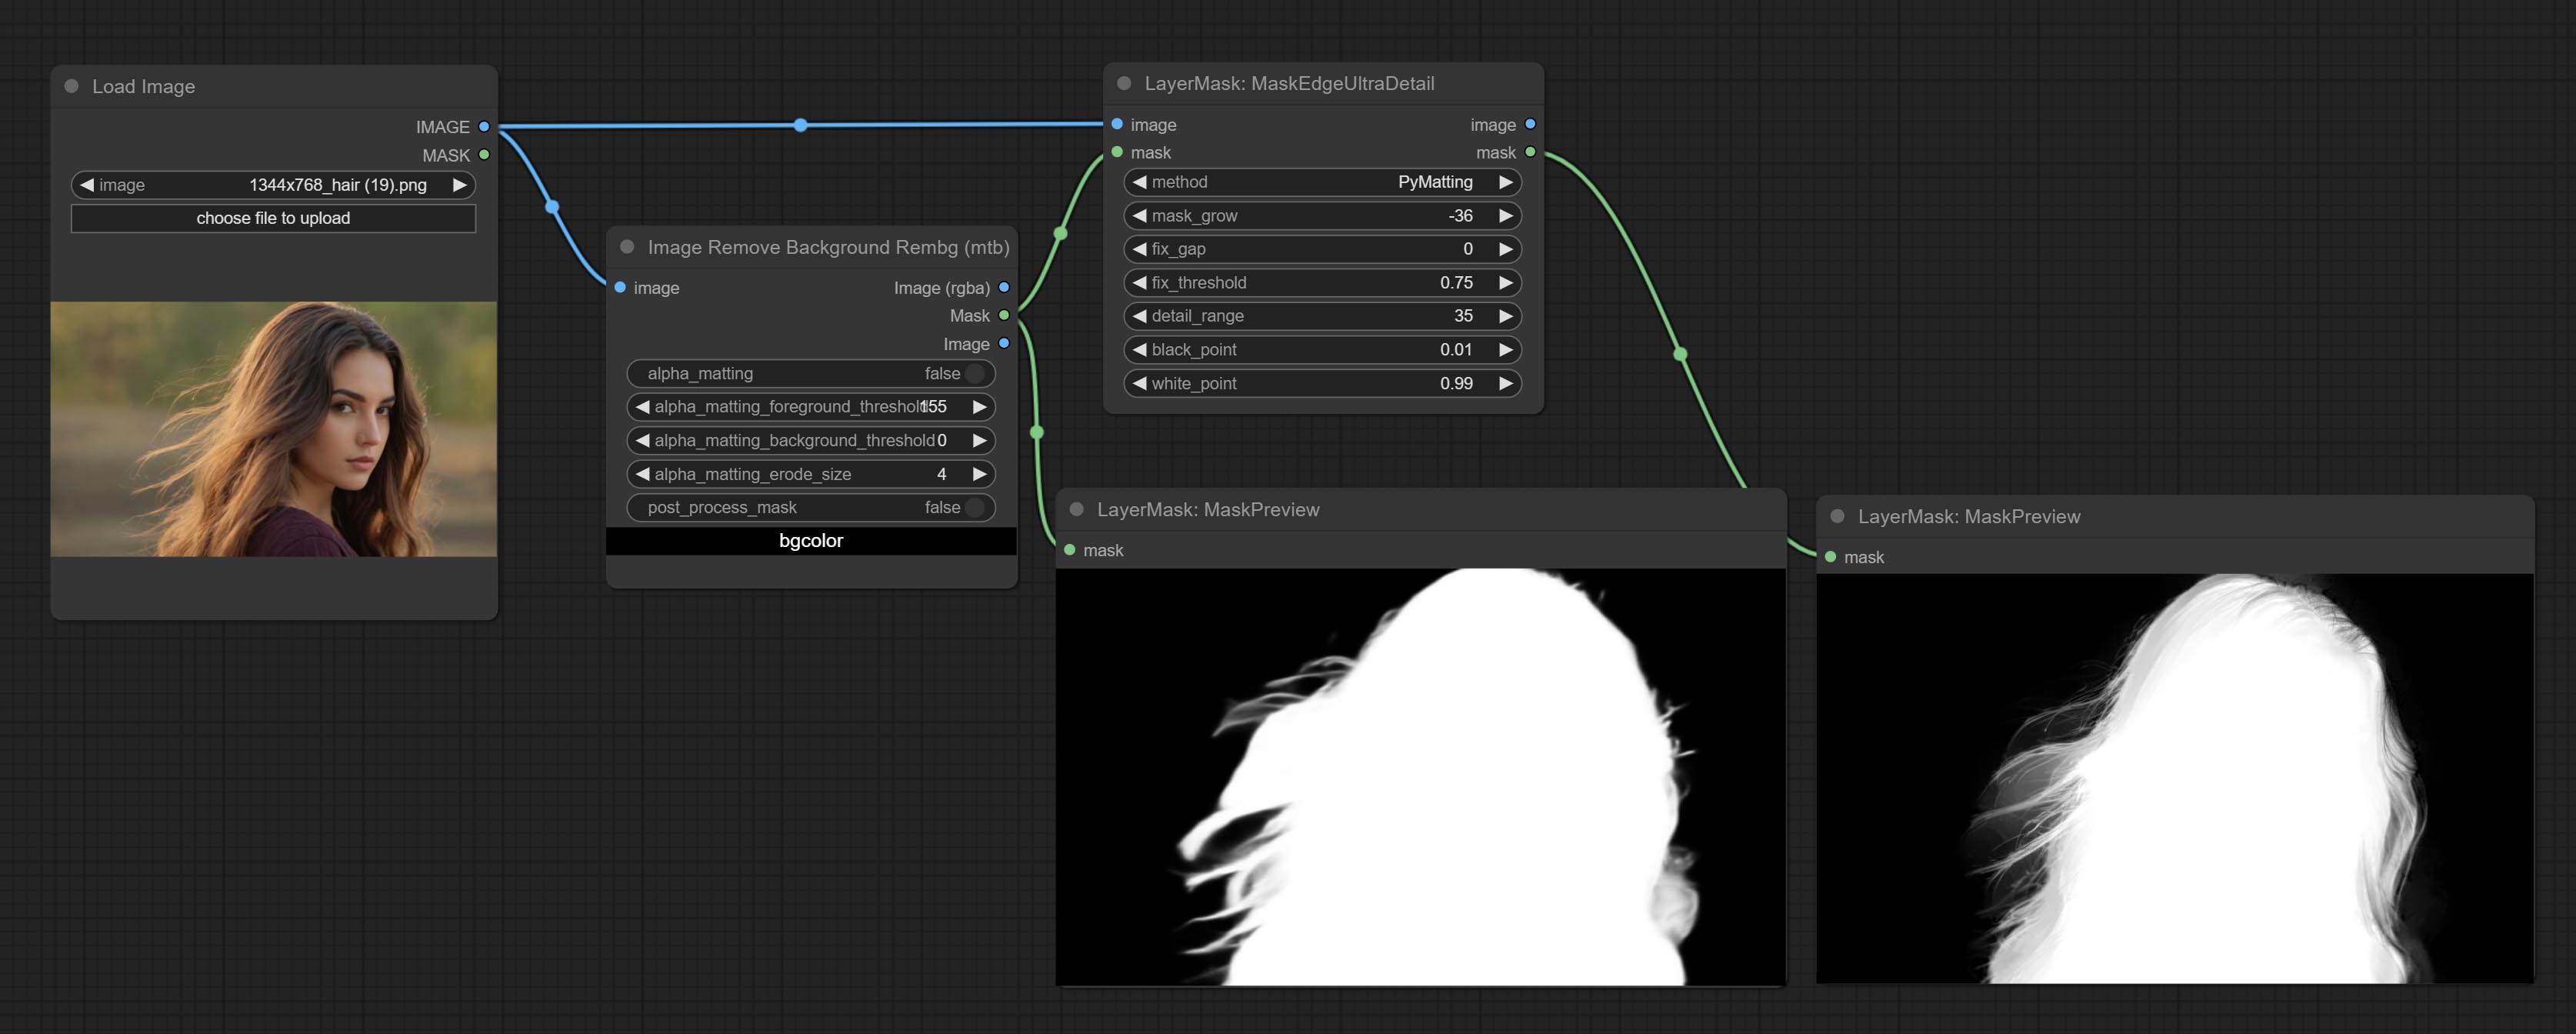 Load Image
IMAGE
MASK
image 1344x768_hair (19).png
choose file to upload
Image Remove Background Rembg (mtb)
image Image (rgba)
Mask
Image
alpha_matting false
alpha_matting_foreground_threshold 155
alpha_matting_background_threshold 0
alpha_matting_erode_size 4
post_process_mask false
bgcolor
LayerMask: MaskEdgeUltraDetail
image image
mask mask
method PyMatting
mask_grow -36
fix_gap 0
fix_threshold 0.75
detail_range 35
black_point 0.01
white_point 0.99
LayerMask: MaskPreview
mask
LayerMask: MaskPreview
mask